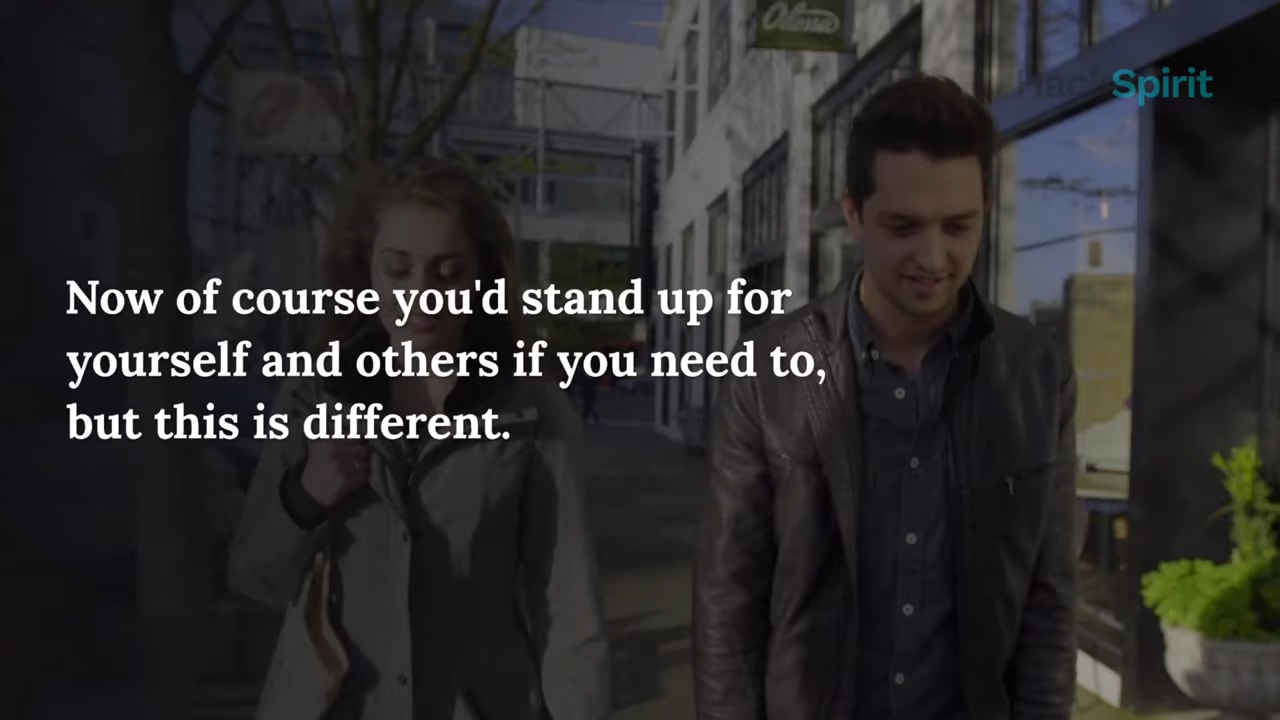 Hack Spirit
Now of course you'd stand up for
yourself and others if you need to,
but this is different.